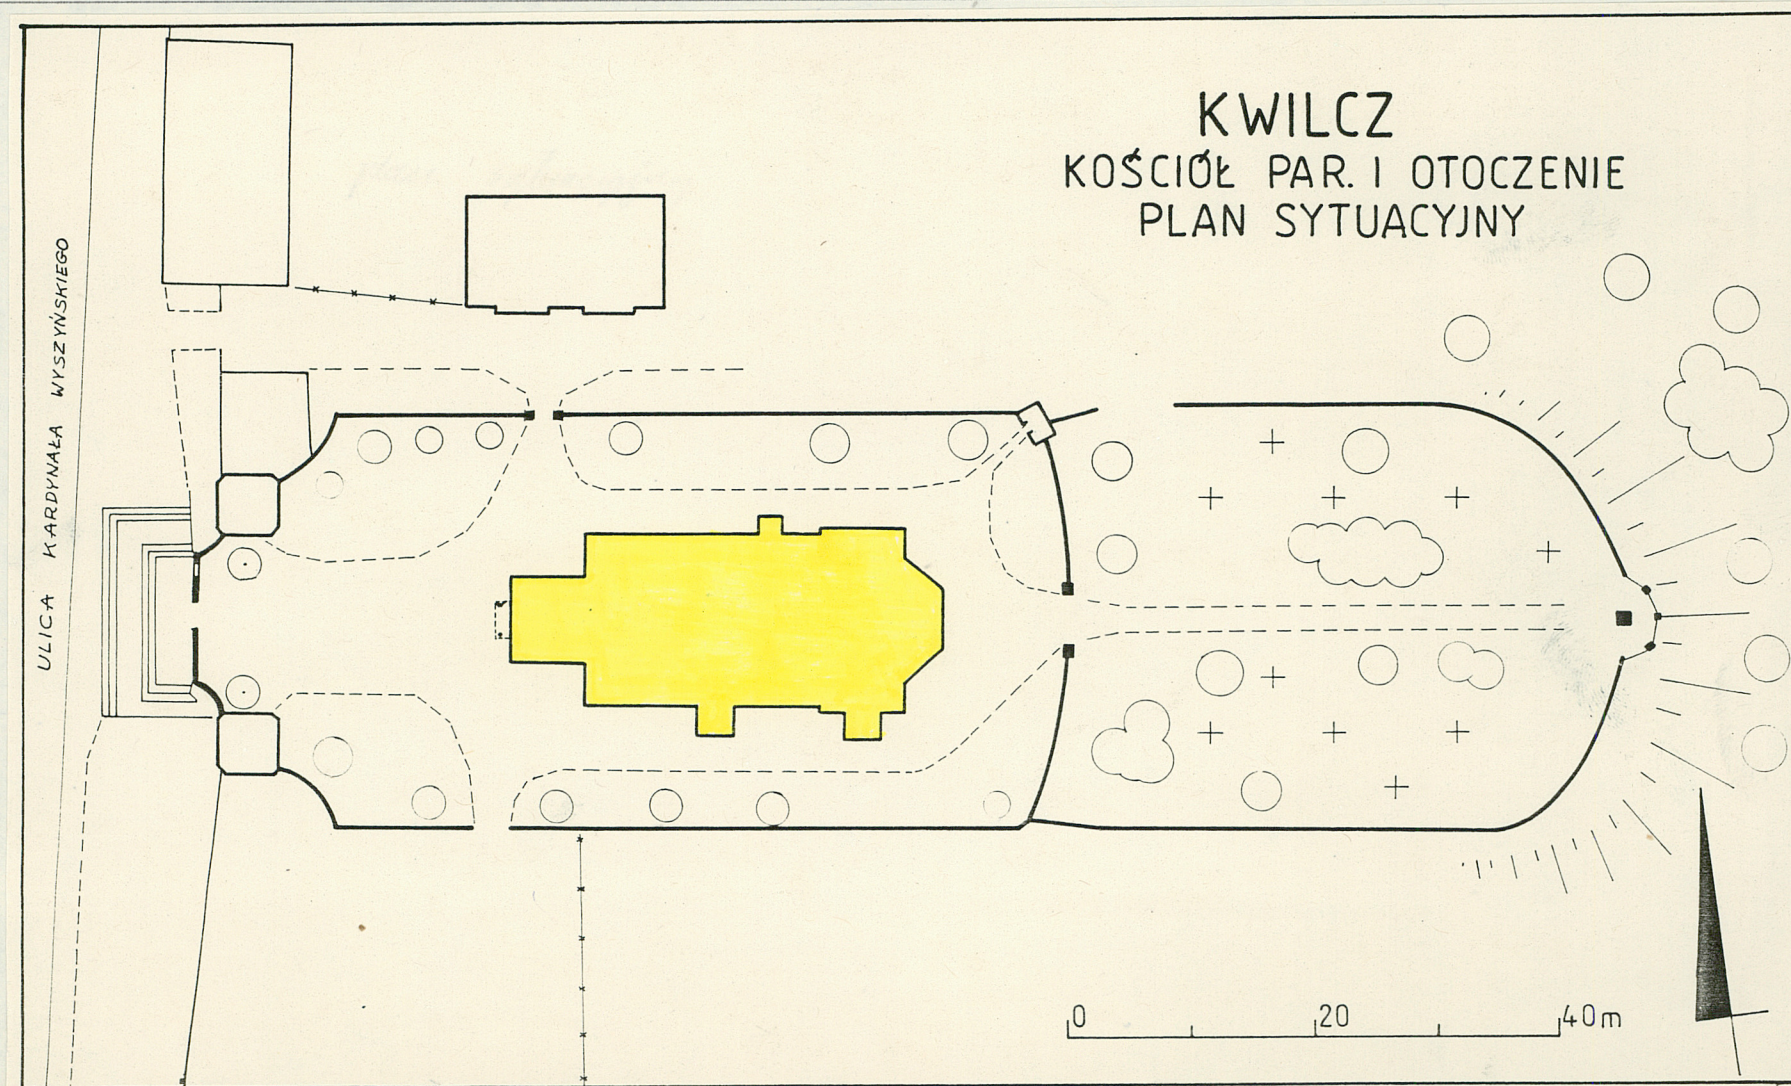 KWILCZ
KOŚCIÓŁ PAR. I OTOCZENIE
PLAN SYTUACYJNY
ULICA KARDYNAŁA WYSZYŃSKIEGO
0 20 40m